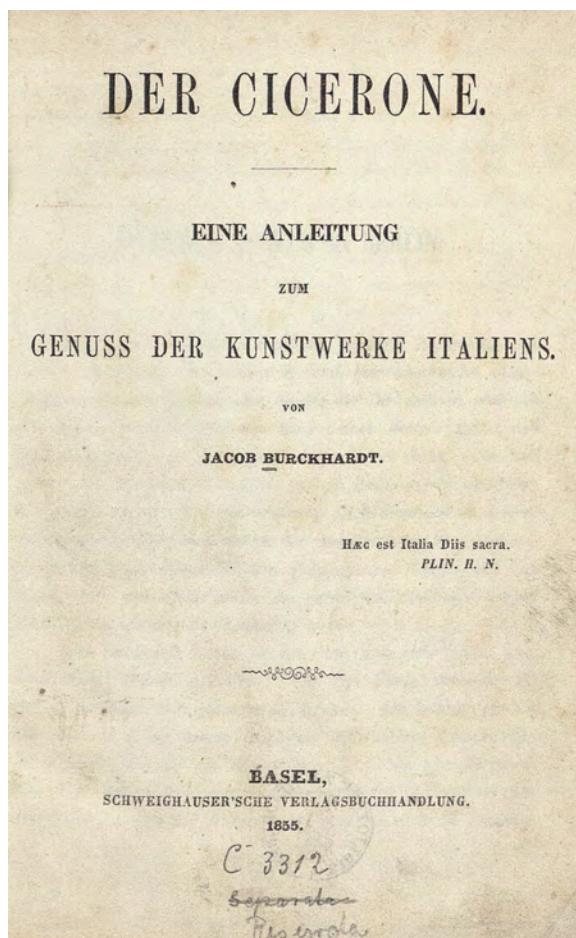 DER CICERONE.
EINE ANLEITUNG
ZUM
GENUSS DER KUNSTWERKE ITALIENS.
VON
JACOB BURCKHARDT.
Hæc est Italia Diis sacra.
PLIN. H. N.
BASEL,
SCHWEIGHAUSER'SCHE VERLAGSBUCHHANDLUNG.
1855.
C 3312